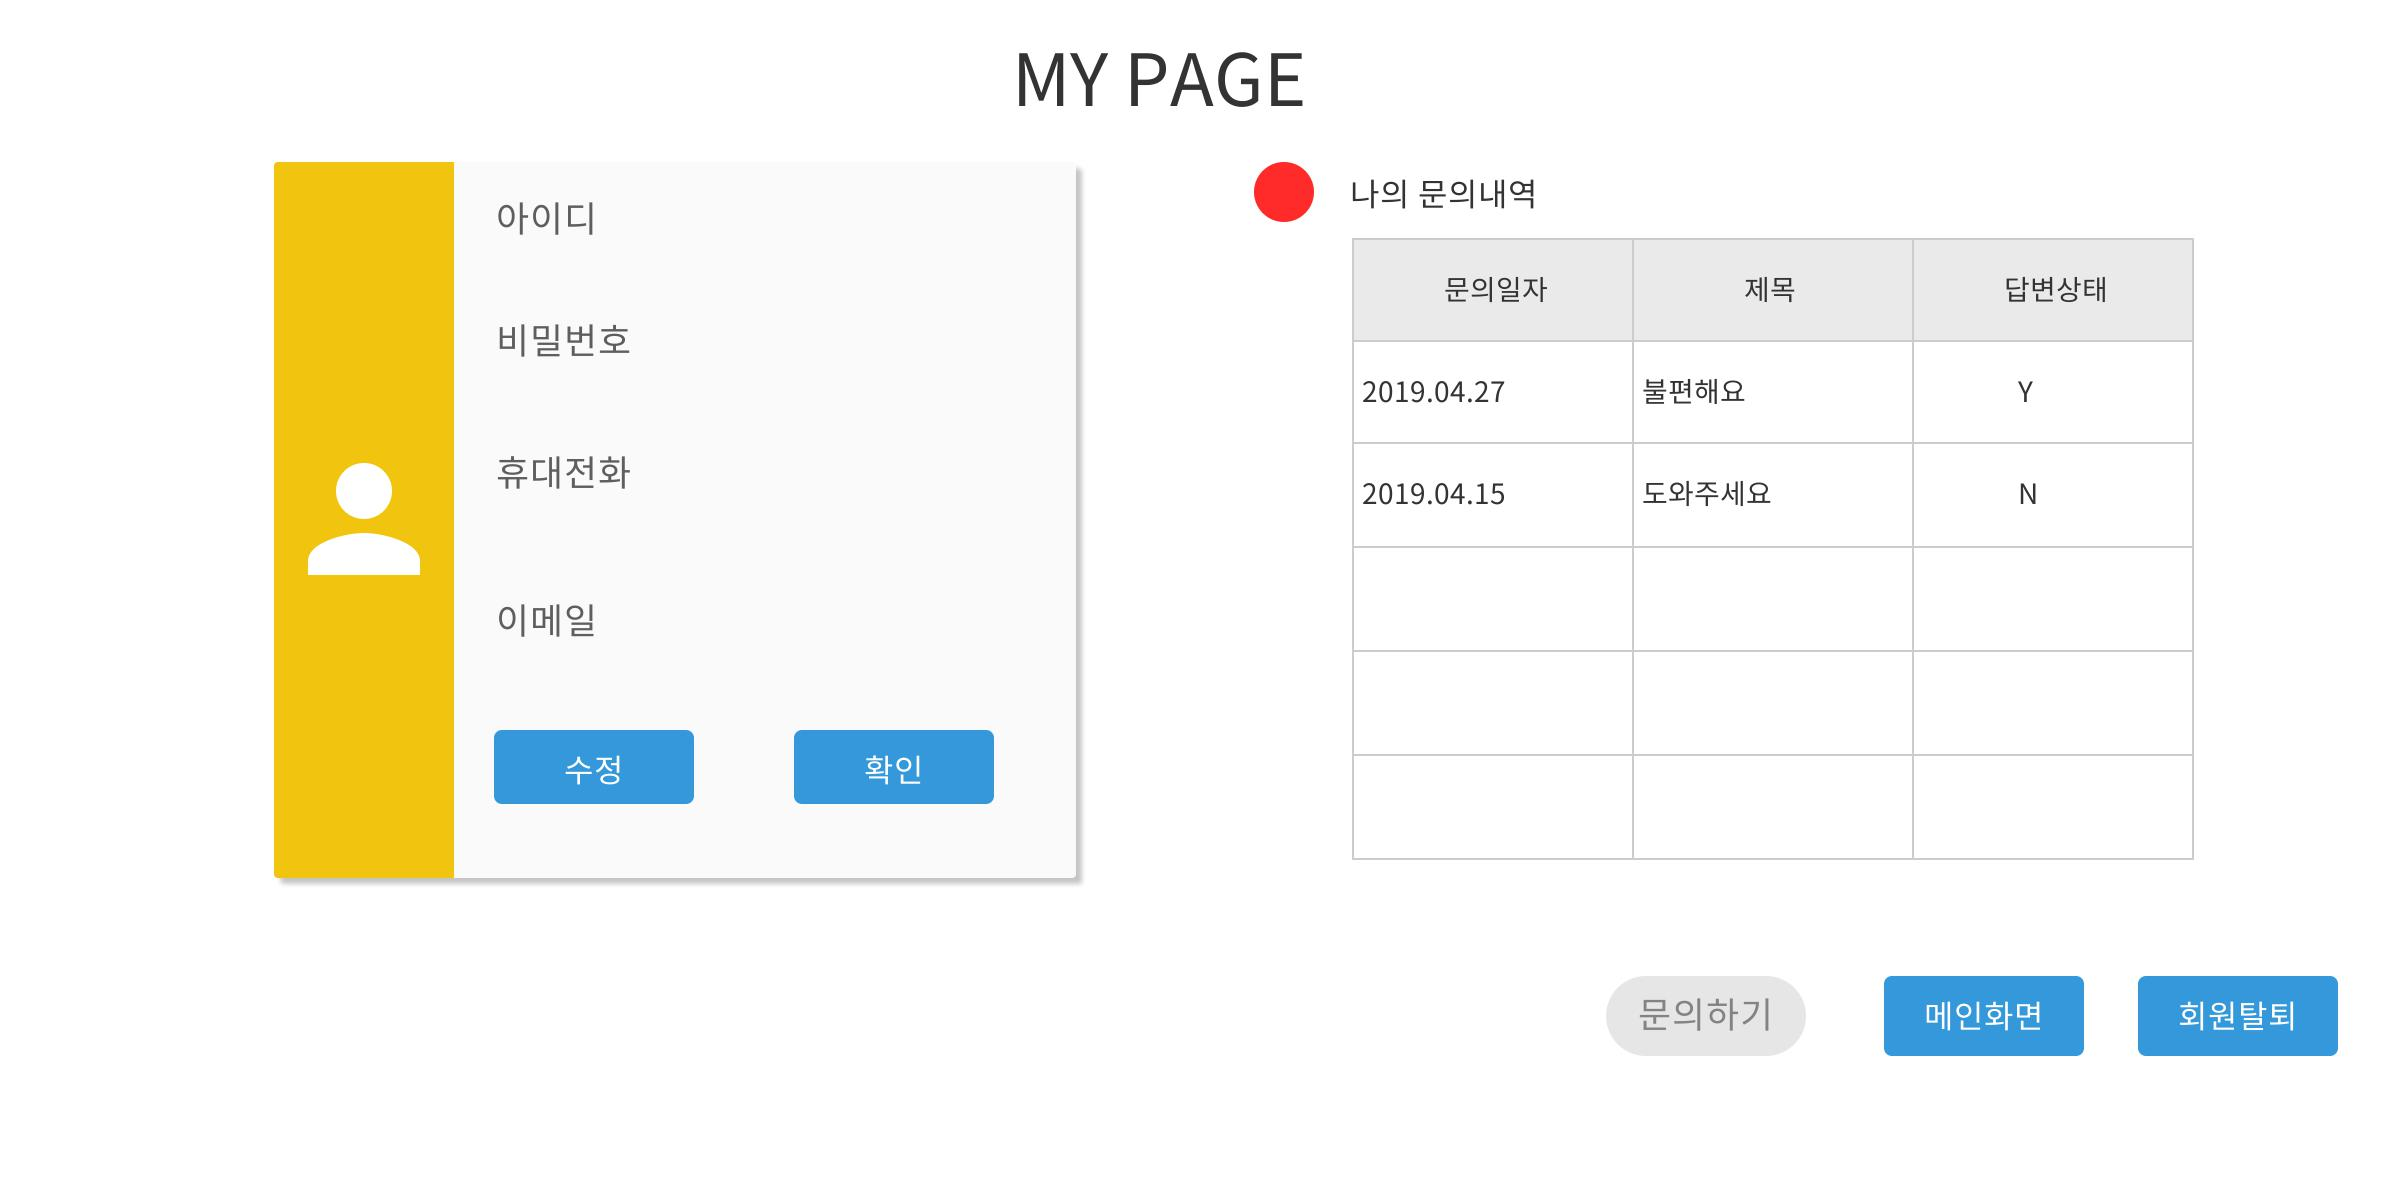 MY PAGE
아이디
비밀번호
휴대전화
이메일
수정 확인
나의 문의내역
문의일자 제목 답변상태
2019.04.27 불편해요 Y
2019.04.15 도와주세요 N
문의하기 메인화면 회원탈퇴